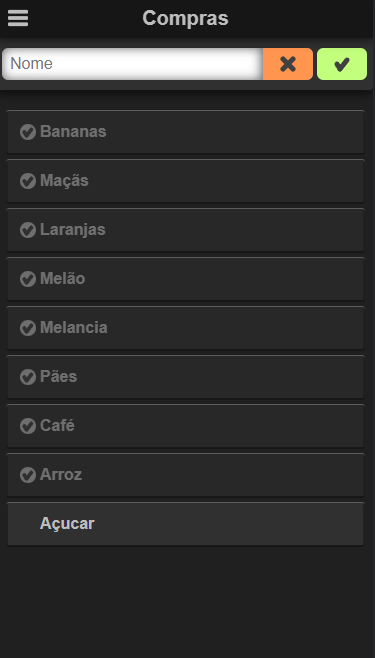 Compras
Nome
Bananas
Maçãs
Laranjas
Melão
Melancia
Pães
Café
Arroz
Açucar